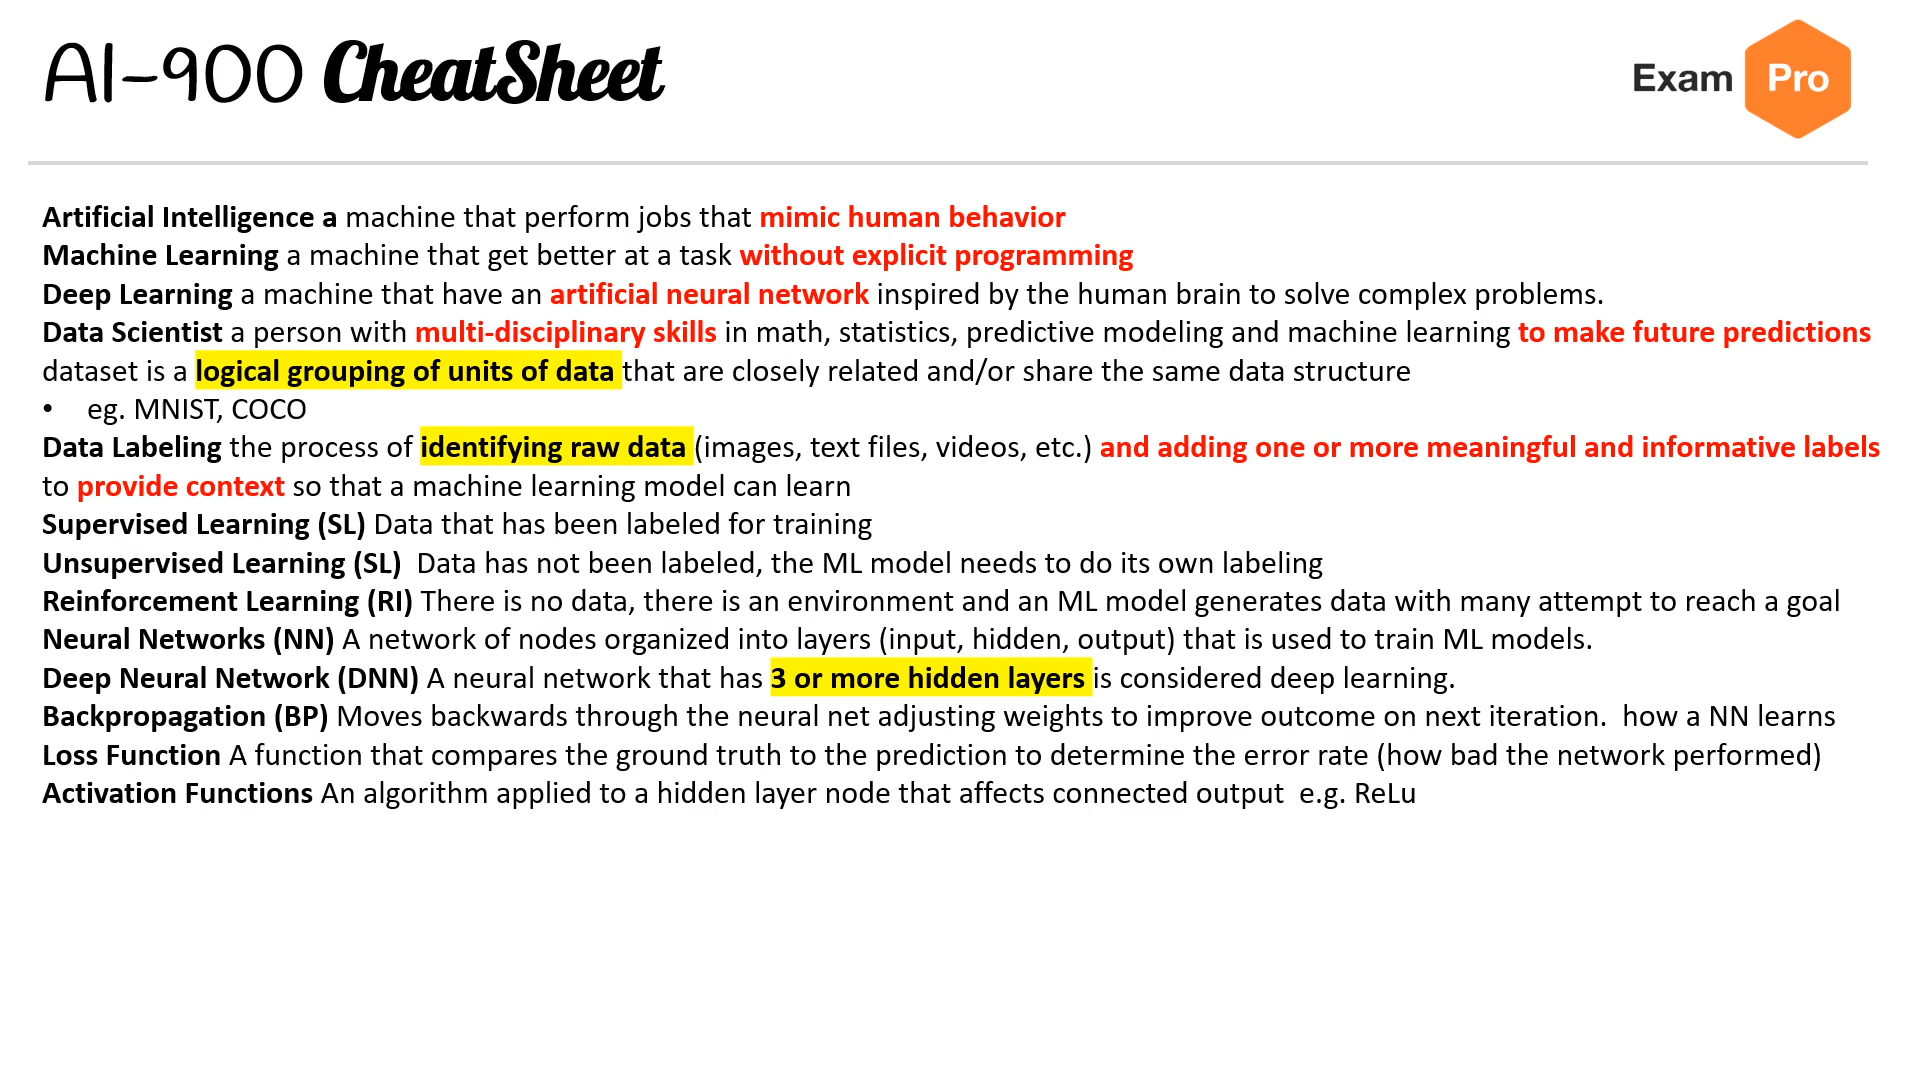 AI-900 CheatSheet
Exam Pro
Artificial Intelligence a machine that perform jobs that mimic human behavior
Machine Learning a machine that get better at a task without explicit programming
Deep Learning a machine that have an artificial neural network inspired by the human brain to solve complex problems.
Data Scientist a person with multi-disciplinary skills in math, statistics, predictive modeling and machine learning to make future predictions
dataset is a logical grouping of units of data that are closely related and/or share the same data structure
• eg. MNIST, COCO
Data Labeling the process of identifying raw data (images, text files, videos, etc.) and adding one or more meaningful and informative labels
to provide context so that a machine learning model can learn
Supervised Learning (SL) Data that has been labeled for training
Unsupervised Learning (SL)  Data has not been labeled, the ML model needs to do its own labeling
Reinforcement Learning (RI) There is no data, there is an environment and an ML model generates data with many attempt to reach a goal
Neural Networks (NN) A network of nodes organized into layers (input, hidden, output) that is used to train ML models.
Deep Neural Network (DNN) A neural network that has 3 or more hidden layers is considered deep learning.
Backpropagation (BP) Moves backwards through the neural net adjusting weights to improve outcome on next iteration.  how a NN learns
Loss Function A function that compares the ground truth to the prediction to determine the error rate (how bad the network performed)
Activation Functions An algorithm applied to a hidden layer node that affects connected output  e.g. ReLu